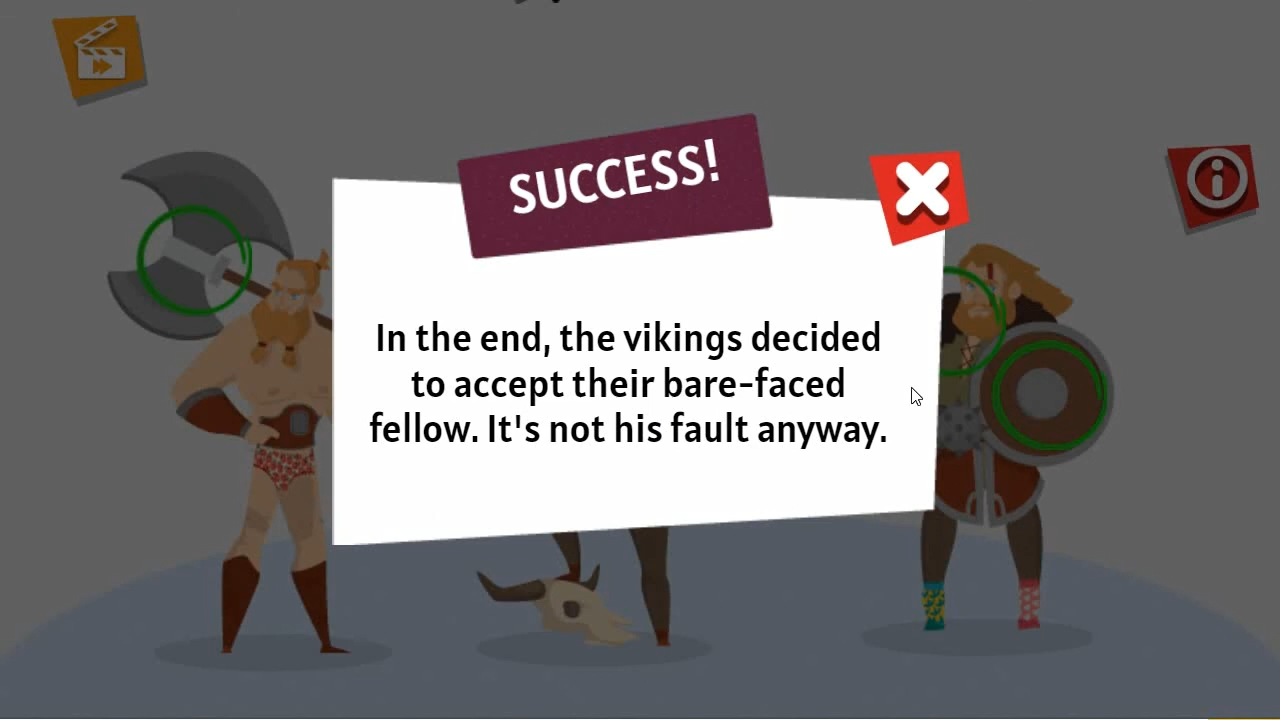 SUCCESS!
In the end, the vikings decided
to accept their bare-faced
fellow. It's not his fault anyway.